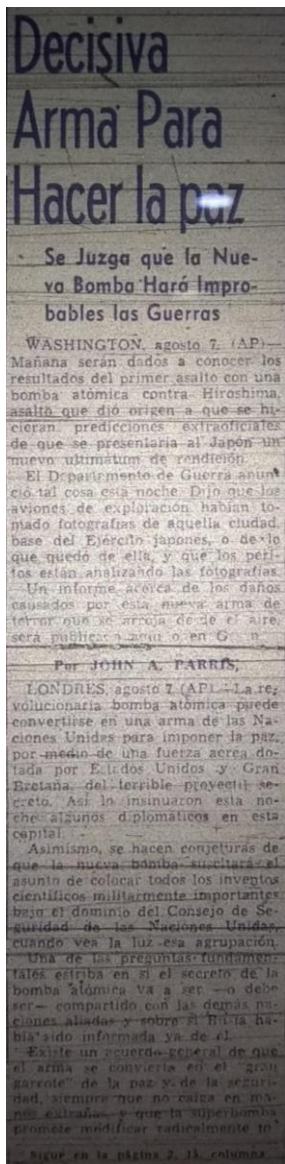 Decisiva
Arma Para
Hacer la paz
Se Juzga que la Nue-
va Bomba Hará Impro-
bables las Guerras
WASHINGTON, agosto 7. (AP)—
Mañana serán dados a conocer los
resultados del primer asalto con una
bomba atómica contra Hiroshima,
asalto que dió origen a que se hi-
cieran predicciones extraoficiales
de que se presentaría al Japón un
nuevo ultimátum de rendición.
El Departamento de Guerra anun-
ció tal cosa esta noche. Dijo que los
aviones de exploración habían to-
mado fotografías de aquella ciudad,
base del Ejército japonés, o de lo
que quedó de ella, y que los peri-
tos están analizando las fotografías.
Un informe acerca de los daños
causados por esta nueva arma de
terror que se arroja desde el aire,
será publicado aquí o en
Por JOHN A. PARRIS,
LONDRES, agosto 7 (AP).—La re-
volucionaria bomba atómica puede
convertirse en una arma de las Na-
ciones Unidas para imponer la paz,
por medio de una fuerza aérea do-
tada por Estados Unidos y Gran
Bretaña, del terrible proyectil se-
creto. Así lo insinuaron esta no-
che algunos diplomáticos en esta
capital.
Asimismo, se hacen conjeturas de
que la nueva bomba suscitará el
asunto de colocar todos los inventos
científicos militarmente importantes
bajo el dominio del Consejo de Se-
guridad de las Naciones Unidas,
cuando vea la luz esa agrupación.
Una de las preguntas fundamen-
tales estriba en si el secreto de la
bomba atómica va a ser —o debe
ser— compartido con las demás na-
ciones aliadas y sobre si Rusia ha-
bía sido informada ya de él.
Existe un acuerdo general de que
el arma se convierta en el "gran
garrote" de la paz y de la seguri-
dad, siempre que no caiga en ma-
nos extrañas y que la superbomba
promete modificar radicalmente to-
Sigue en la página 2, 15. columna